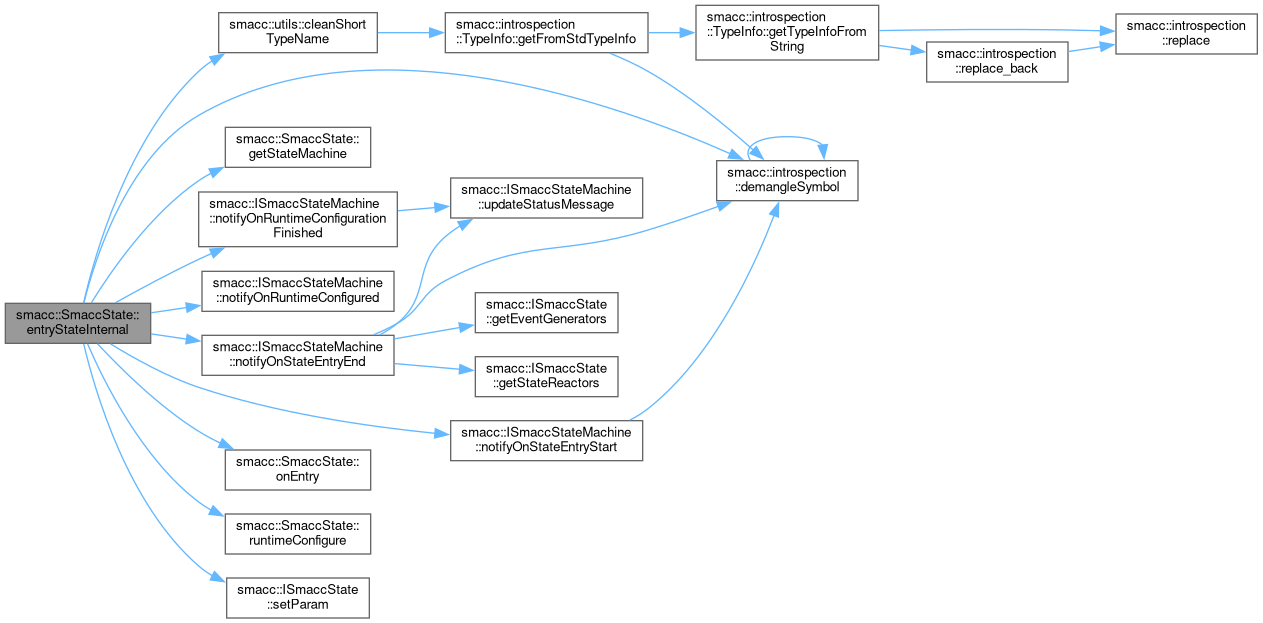 smacc::SmaccState::
entryStateInternal
smacc::utils::cleanShort
TypeName
smacc::introspection
::TypeInfo::getFromStdTypeInfo
smacc::introspection
::TypeInfo::getTypeInfoFrom
String
smacc::introspection
::replace
smacc::introspection
::replace_back
smacc::introspection
::demangleSymbol
smacc::SmaccState::
getStateMachine
smacc::ISmaccStateMachine
::notifyOnRuntimeConfiguration
Finished
smacc::ISmaccStateMachine
::updateStatusMessage
smacc::ISmaccStateMachine
::notifyOnRuntimeConfigured
smacc::ISmaccStateMachine
::notifyOnStateEntryEnd
smacc::ISmaccState
::getEventGenerators
smacc::ISmaccState
::getStateReactors
smacc::ISmaccStateMachine
::notifyOnStateEntryStart
smacc::SmaccState::
onEntry
smacc::SmaccState::
runtimeConfigure
smacc::ISmaccState
::setParam